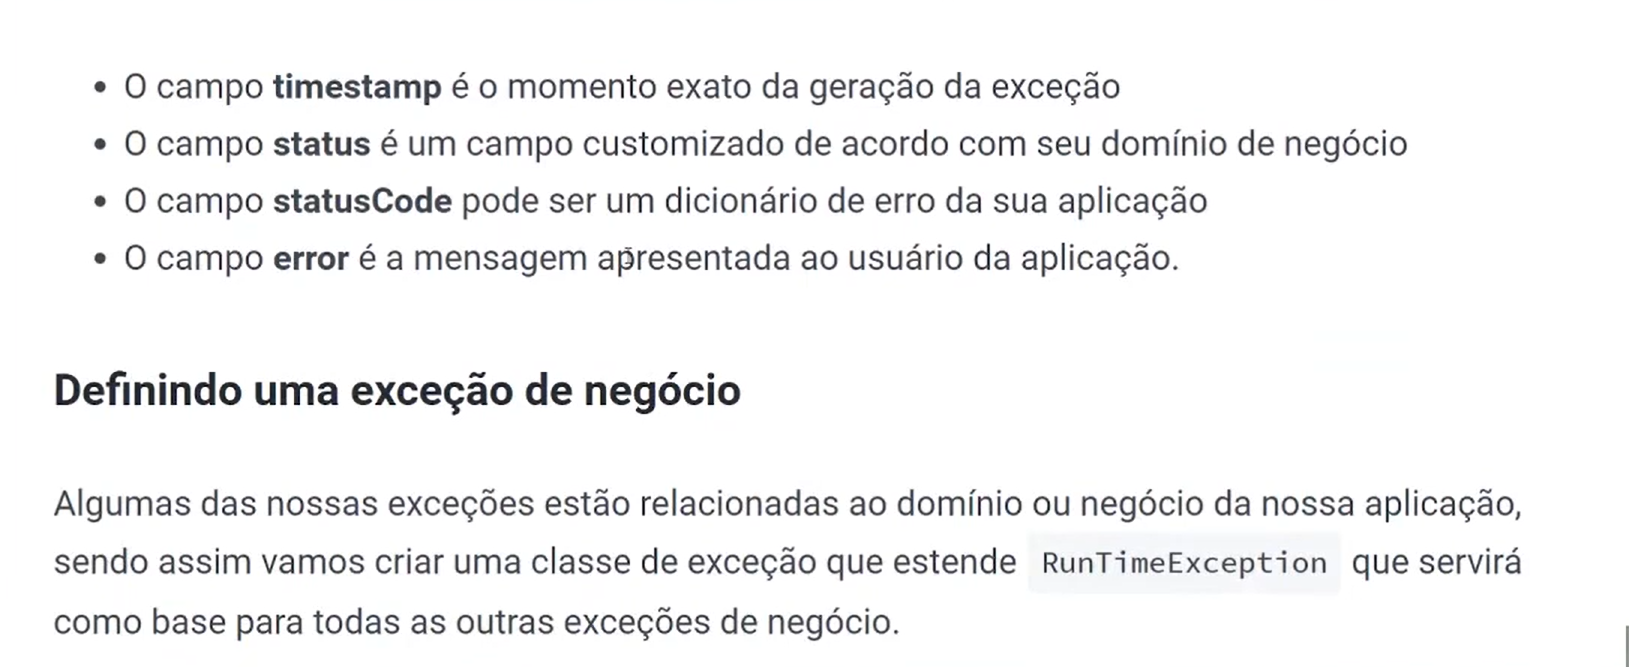 • O campo timestamp é o momento exato da geração da exceção
• O campo status é um campo customizado de acordo com seu domínio de negócio
• O campo statusCode pode ser um dicionário de erro da sua aplicação
• O campo error é a mensagem apresentada ao usuário da aplicação.
Definindo uma exceção de negócio
Algumas das nossas exceções estão relacionadas ao domínio ou negócio da nossa aplicação,
sendo assim vamos criar uma classe de exceção que estende RunTimeException que servirá
como base para todas as outras exceções de negócio.